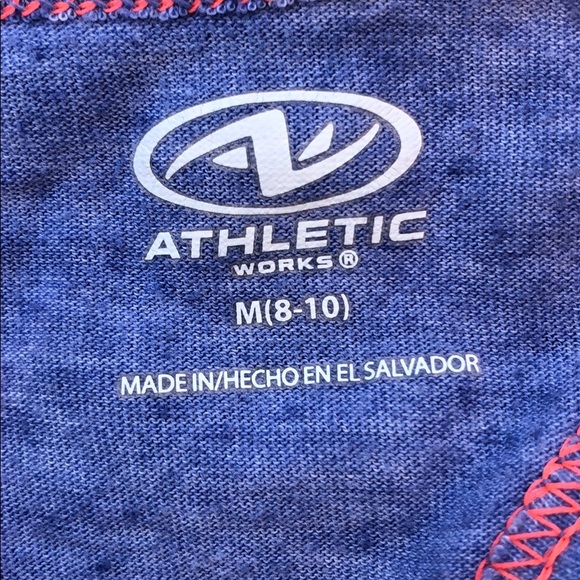 ATHLETIC
WORKS®
M(8-10)
MADE IN/HECHO EN EL SALVADOR